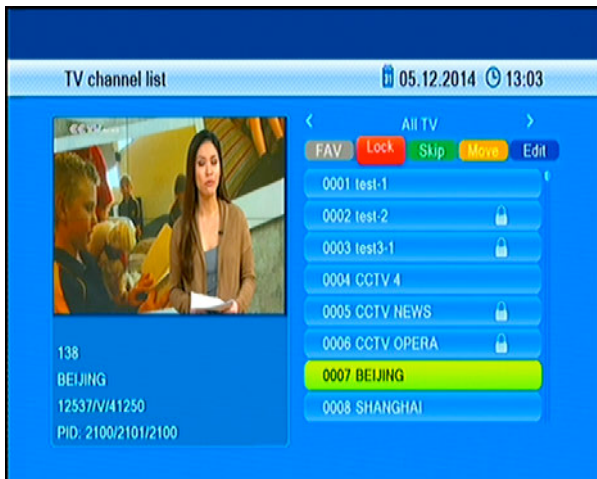 TV channel list
05.12.2014 13:03
All TV
FAV Lock Skip Move Edit
0001 test-1
0002 test-2
0003 test3-1
0004 CCTV 4
0005 CCTV NEWS
0006 CCTV OPERA
0007 BEIJING
0008 SHANGHAI
138
BEIJING
12537/V/41250
PID: 2100/2101/2100